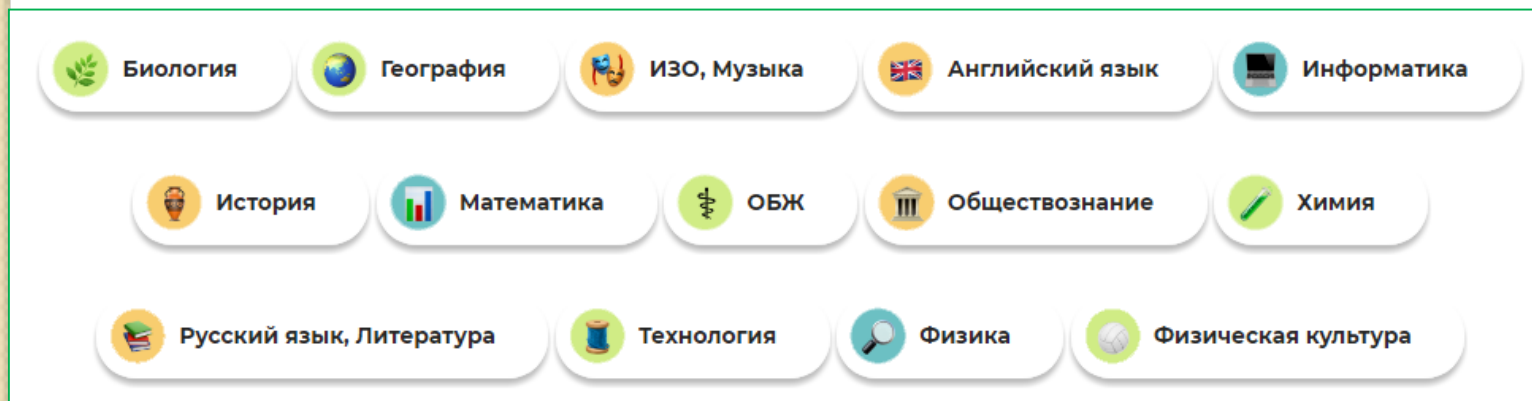 Биология География ИЗО, Музыка Английский язык Информатика
История Математика ОБЖ Обществознание Химия
Русский язык, Литература Технология Физика Физическая культура